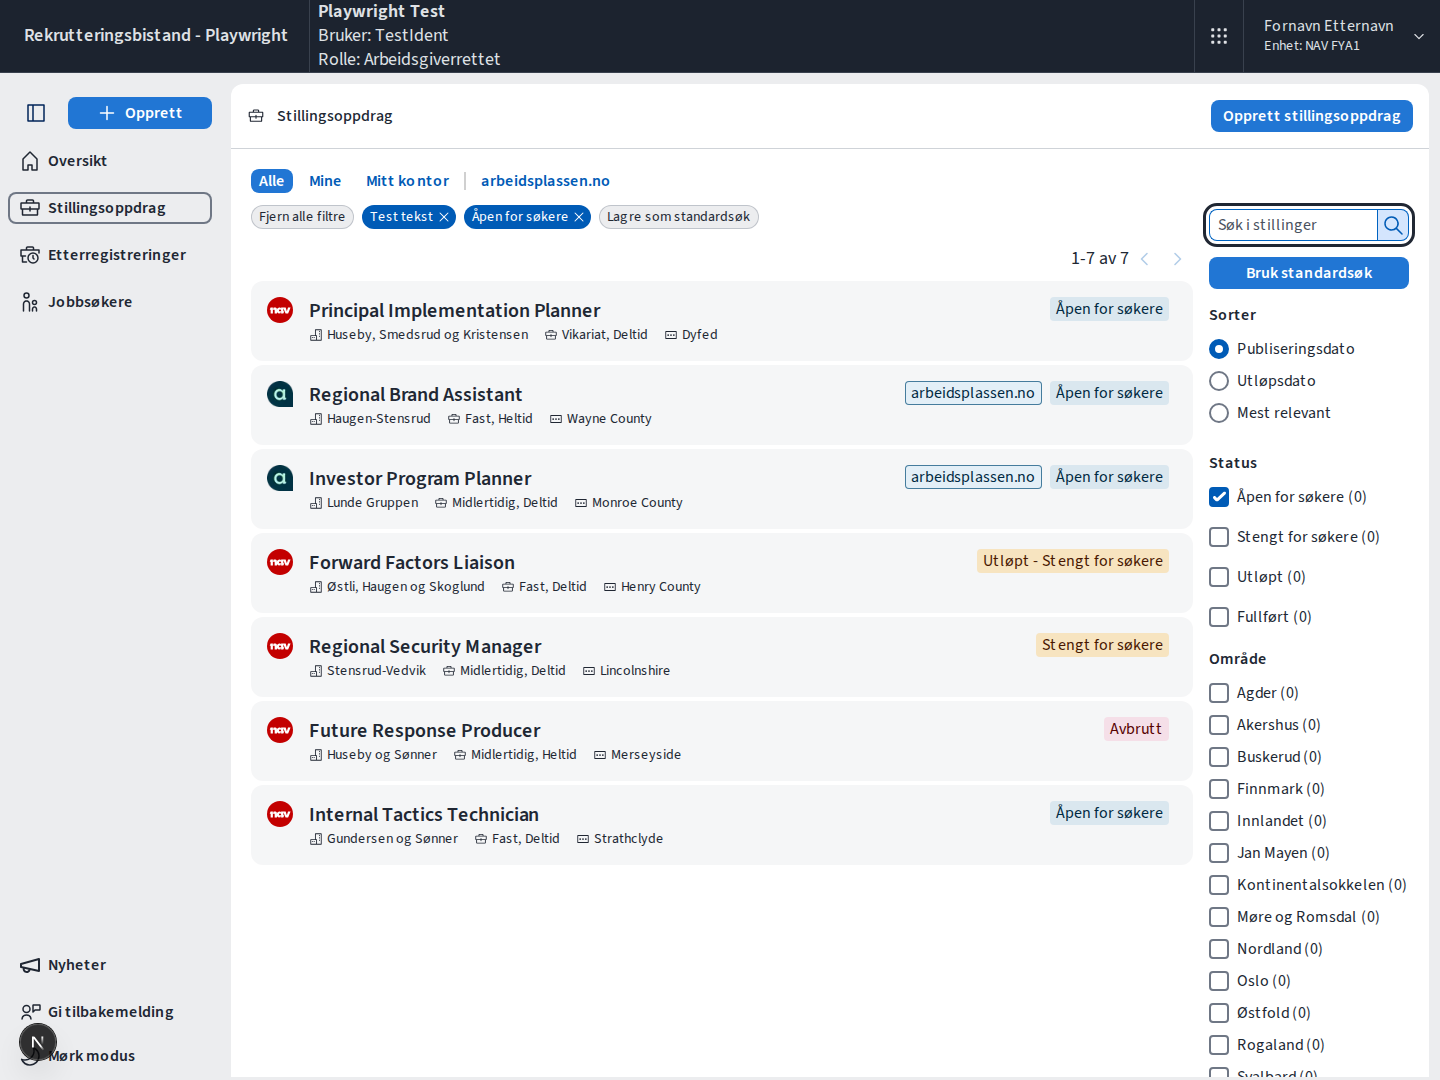 Rekrutteringsbistand - Playwright
Playwright Test
Bruker: TestIdent
Rolle: Arbeidsgiverrettet
Fornavn Etternavn
Enhet: NAV FYA1
Opprett
Oversikt
Stillingsoppdrag
Etterregistreringer
Jobbsøkere
Nyheter
Gi tilbakemelding
N
Mørk modus
Stillingsoppdrag
Opprett stillingsoppdrag
Alle Mine Mitt kontor arbeidsplassen.no
Fjern alle filtre Test tekst Åpen for søkere Lagre som standardsøk
1-7 av 7
nav Principal Implementation Planner Åpen for søkere
Huseby, Smedsrud og Kristensen Vikariat, Deltid Dyfed
a Regional Brand Assistant arbeidsplassen.no Åpen for søkere
Haugen-Stensrud Fast, Heltid Wayne County
a Investor Program Planner arbeidsplassen.no Åpen for søkere
Lunde Gruppen Midlertidig, Deltid Monroe County
nav Forward Factors Liaison Utløpt - Stengt for søkere
Østli, Haugen og Skoglund Fast, Deltid Henry County
nav Regional Security Manager Stengt for søkere
Stensrud-Vedvik Midlertidig, Deltid Lincolnshire
nav Future Response Producer Avbrutt
Huseby og Sønner Midlertidig, Heltid Merseyside
nav Internal Tactics Technician Åpen for søkere
Gundersen og Sønner Fast, Deltid Strathclyde
Søk i stillinger
Bruk standardsøk
Sorter
Publiseringsdato
Utløpsdato
Mest relevant
Status
Åpen for søkere (0)
Stengt for søkere (0)
Utløpt (0)
Fullført (0)
Område
Agder (0)
Akershus (0)
Buskerud (0)
Finnmark (0)
Innlandet (0)
Jan Mayen (0)
Kontinentalsokkelen (0)
Møre og Romsdal (0)
Nordland (0)
Oslo (0)
Østfold (0)
Rogaland (0)
Svalbard (0)